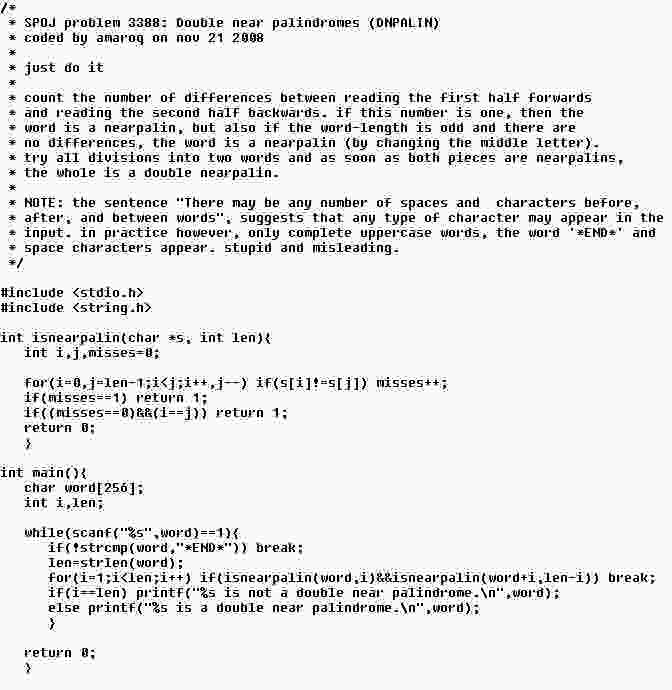 /*
 * SPOJ problem 3388: Double near palindromes (DNPALIN)
 * coded by amaroq on nov 21 2008
 *
 * just do it
 *
 * count the number of differences between reading the first half forwards
 * and reading the second half backwards. if this number is one, then the
 * word is a nearpalin, but also if the word-length is odd and there are
 * no differences, the word is a nearpalin (by changing the middle letter).
 * try all divisions into two words and as soon as both pieces are nearpalins,
 * the whole is a double nearpalin.
 *
 * NOTE: the sentence "There may be any number of spaces and  characters before,
 * after, and between words", suggests that any type of character may appear in the
 * input. in practice however, only complete uppercase words, the word '*END*' and
 * space characters appear. stupid and misleading.
 */

#include <stdio.h>
#include <string.h>

int isnearpalin(char *s, int len){
   int i,j,misses=0;

   for(i=0,j=len-1;i<j;i++,j--) if(s[i]!=s[j]) misses++;
   if(misses==1) return 1;
   if((misses==0)&&(i==j)) return 1;
   return 0;
   }

int main(){
   char word[256];
   int i,len;

   while(scanf("%s",word)==1){
      if(!strcmp(word,"*END*")) break;
      len=strlen(word);
      for(i=1;i<len;i++) if(isnearpalin(word,i)&&isnearpalin(word+i,len-i)) break;
      if(i==len) printf("%s is not a double near palindrome.\n",word);
      else printf("%s is a double near palindrome.\n",word);
      }

   return 0;
   }